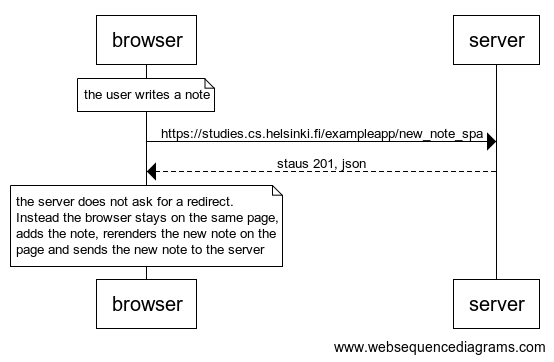 browser
server
the user writes a note
https://studies.cs.helsinki.fi/exampleapp/new_note_spa
staus 201, json
the server does not ask for a redirect.
Instead the browser stays on the same page,
adds the note, rerenders the new note on the
page and sends the new note to the server
browser
server
www.websequencediagrams.com